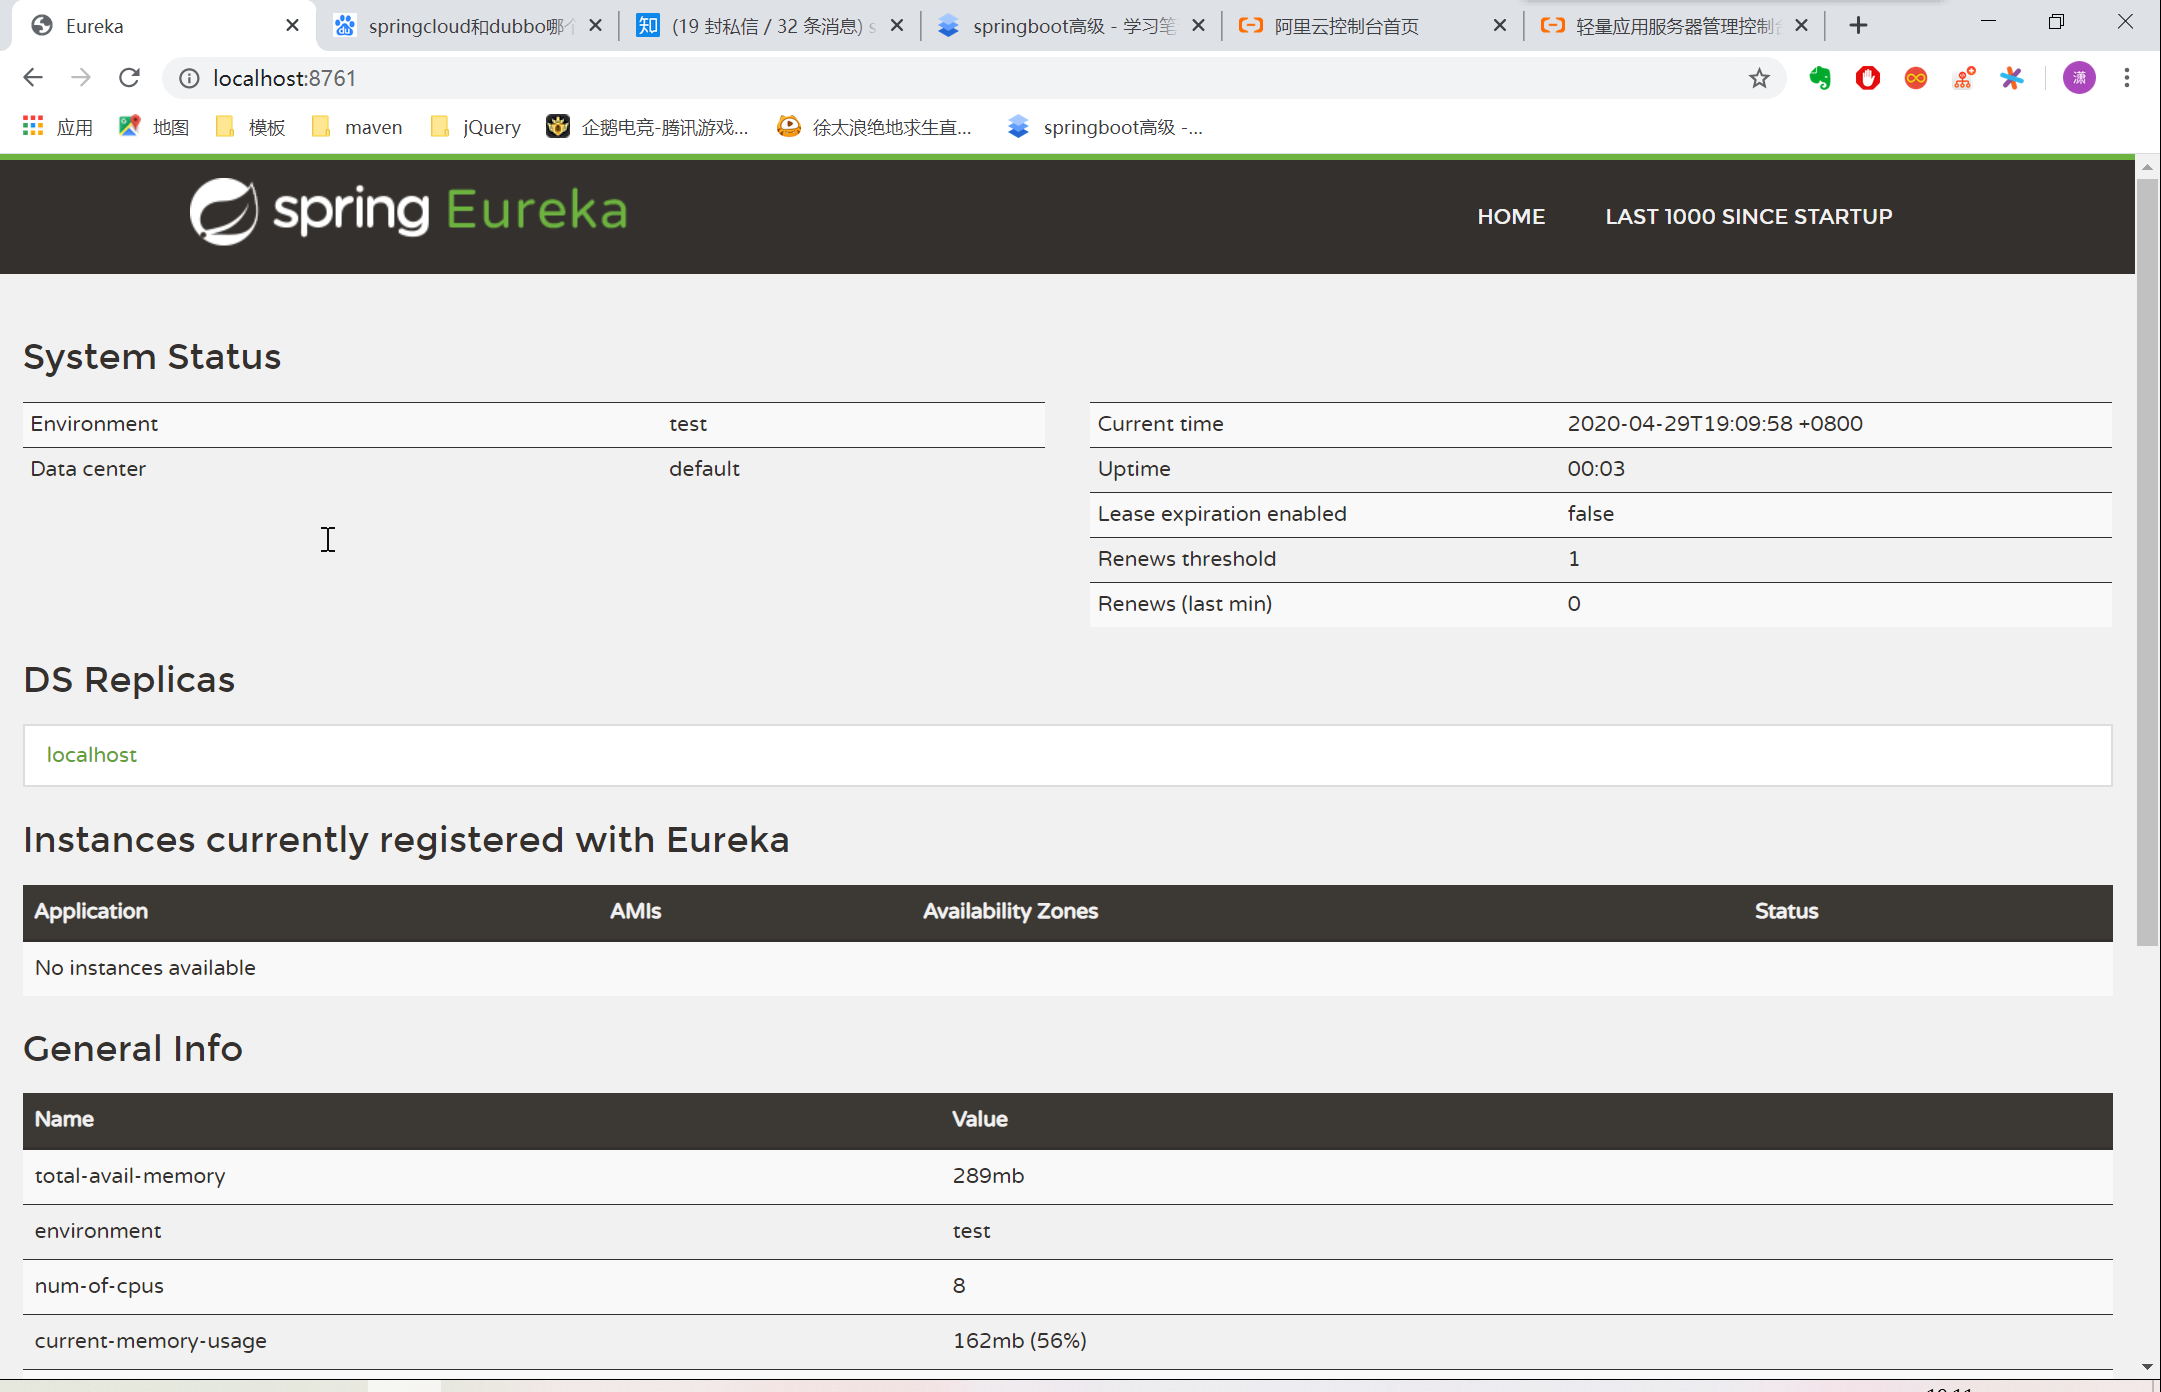 Eureka
springcloud和dubbo哪
(19 封私信 / 32 条消息) s
springboot高级 - 学习笔
阿里云控制台首页
轻量应用服务器管理控制
localhost:8761
潇
应用
地图
模板
maven
jQuery
企鹅电竞-腾讯游戏...
徐太浪绝地求生直...
springboot高级 -...
spring Eureka
HOME
LAST 1000 SINCE STARTUP
System Status
Environment test
Data center default
Current time 2020-04-29T19:09:58 +0800
Uptime 00:03
Lease expiration enabled false
Renews threshold 1
Renews (last min) 0
DS Replicas
localhost
Instances currently registered with Eureka
Application AMIs Availability Zones Status
No instances available
General Info
Name Value
total-avail-memory 289mb
environment test
num-of-cpus 8
current-memory-usage 162mb (56%)